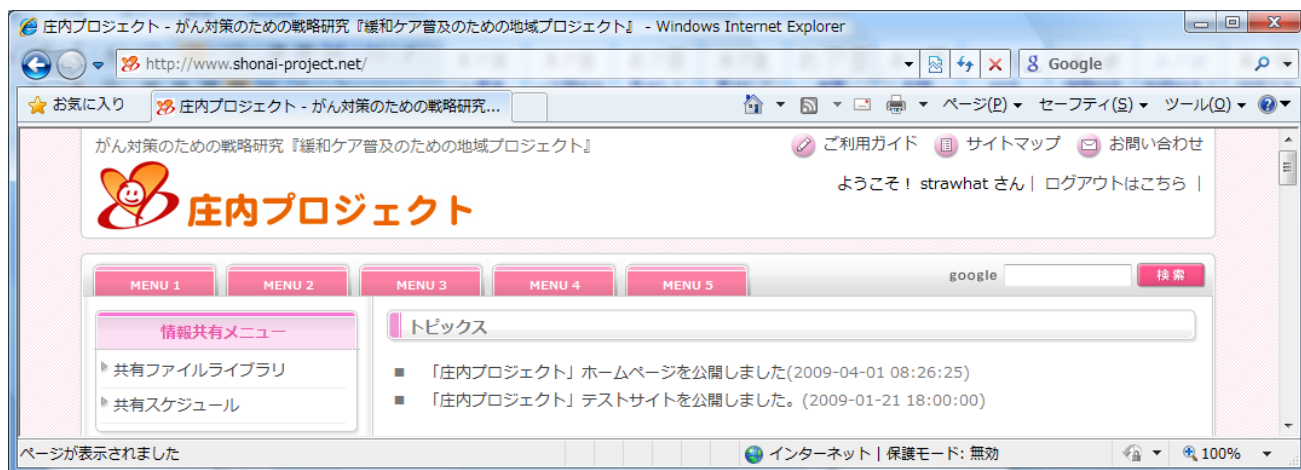 庄内プロジェクト - がん対策のための戦略研究『緩和ケア普及のための地域プロジェクト』 - Windows Internet Explorer
http://www.shonai-project.net/
Google
お気に入り
庄内プロジェクト - がん対策のための戦略研究...
ページ(P) セーフティ(S) ツール(O)
がん対策のための戦略研究『緩和ケア普及のための地域プロジェクト』
ご利用ガイド サイトマップ お問い合わせ
ようこそ! strawhat さん | ログアウトはこちら |
庄内プロジェクト
MENU 1 MENU 2 MENU 3 MENU 4 MENU 5
google 検索
情報共有メニュー
共有ファイルライブラリ
共有スケジュール
トピックス
■ 「庄内プロジェクト」ホームページを公開しました(2009-04-01 08:26:25)
■ 「庄内プロジェクト」テストサイトを公開しました。(2009-01-21 18:00:00)
ページが表示されました
インターネット | 保護モード: 無効
100%